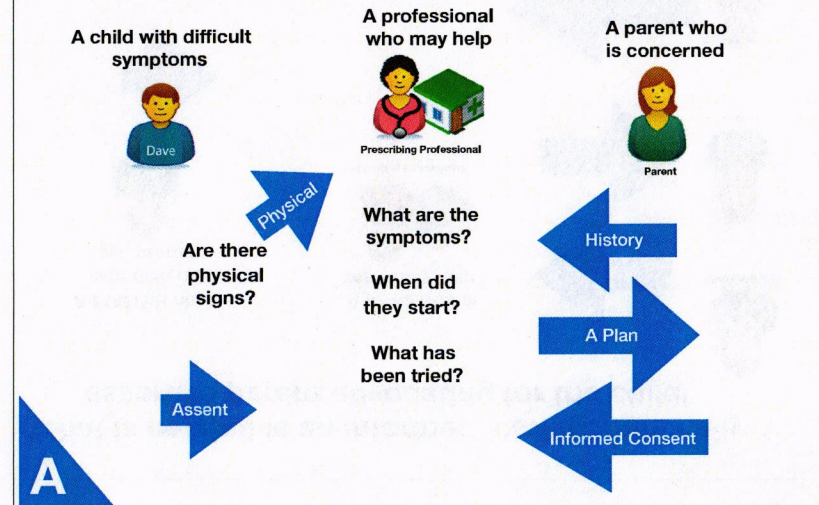 A child with difficult
symptoms
A professional
who may help
A parent who
is concerned
Dave
Prescribing Professional
Parent
Physical
Are there
physical
signs?
What are the
symptoms?
When did
they start?
What has
been tried?
History
A Plan
Assent
Informed Consent
A